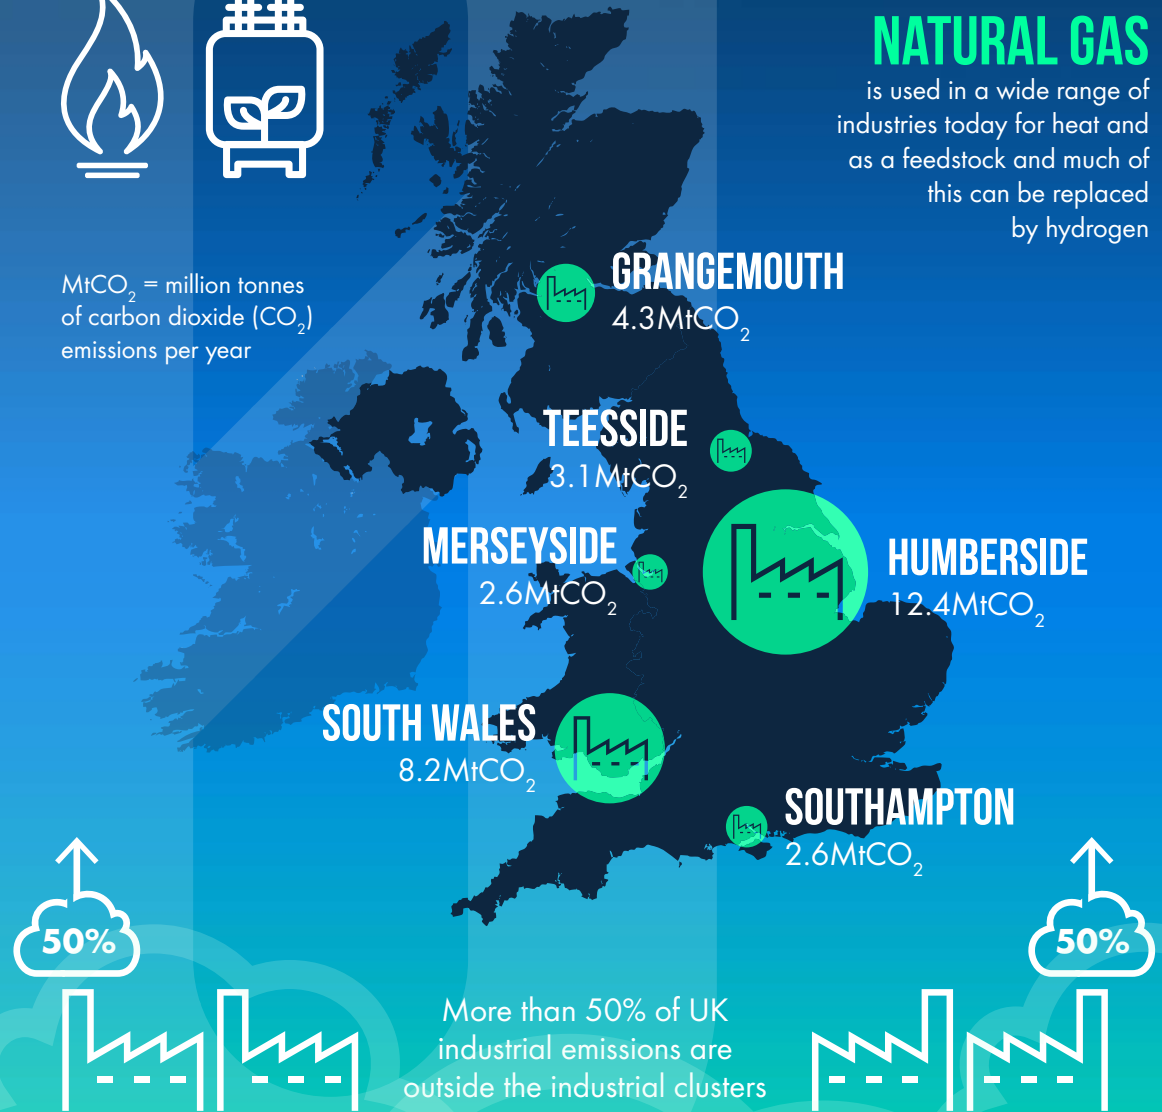 NATURAL GAS
is used in a wide range of
industries today for heat and
as a feedstock and much of
this can be replaced
by hydrogen
MtCO₂ = million tonnes
of carbon dioxide (CO₂)
emissions per year
GRANGEMOUTH
4.3MtCO₂
TEESSIDE
3.1MtCO₂
MERSEYSIDE
2.6MtCO₂
HUMBERSIDE
12.4MtCO₂
SOUTH WALES
8.2MtCO₂
SOUTHAMPTON
2.6MtCO₂
50%
50%
More than 50% of UK
industrial emissions are
outside the industrial clusters